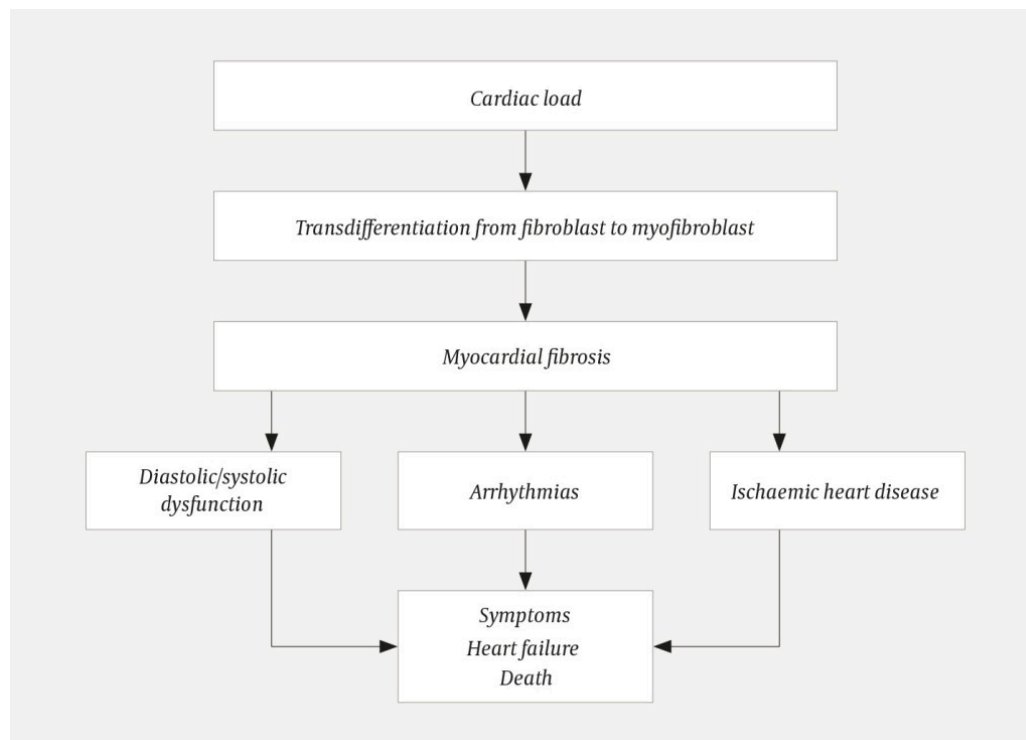 Cardiac load
Transdifferentiation from fibroblast to myofibroblast
Myocardial fibrosis
Diastolic/systolic
dysfunction
Arrhythmias
Ischaemic heart disease
Symptoms
Heart failure
Death